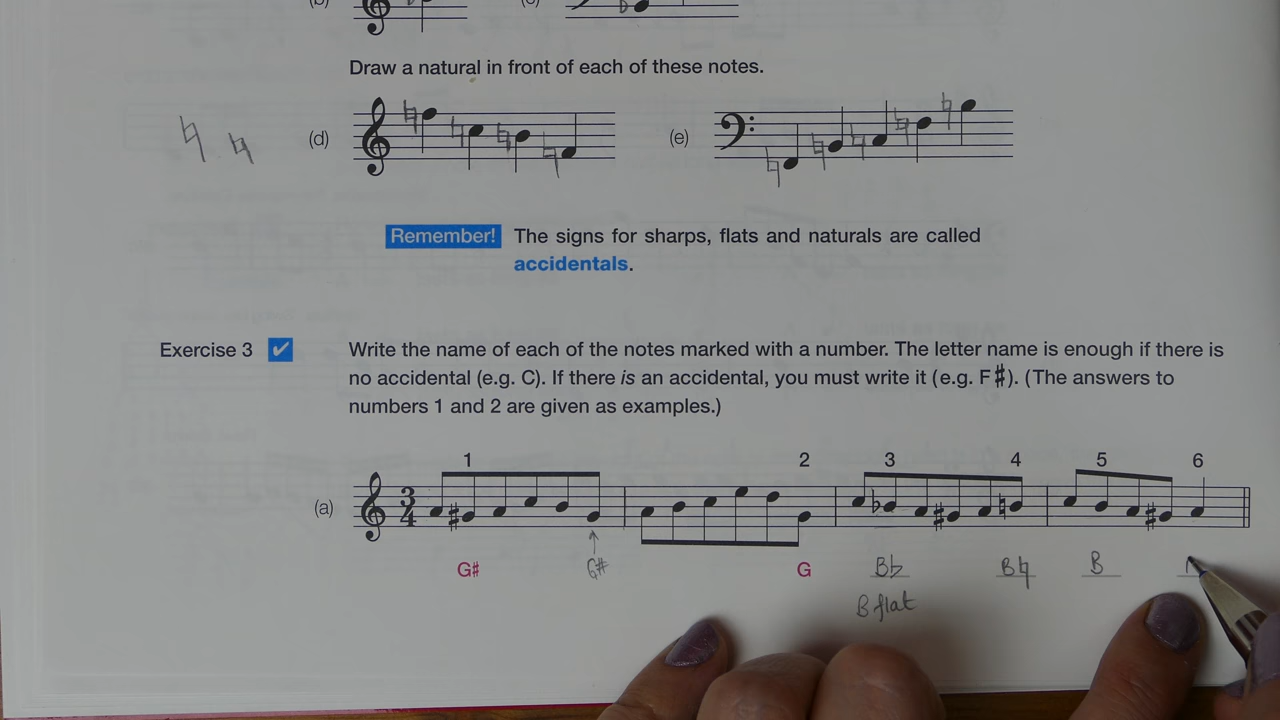 (b) (c)
Draw a natural in front of each of these notes.
♮ ♮ (d) (e)
Remember! The signs for sharps, flats and naturals are called
accidentals.
Exercise 3 ✔ Write the name of each of the notes marked with a number. The letter name is enough if there is
no accidental (e.g. C). If there is an accidental, you must write it (e.g. F♯). (The answers to
numbers 1 and 2 are given as examples.)
1 2 3 4 5 6
(a) 3/4
G# G# G B♭ B♮ B
B flat